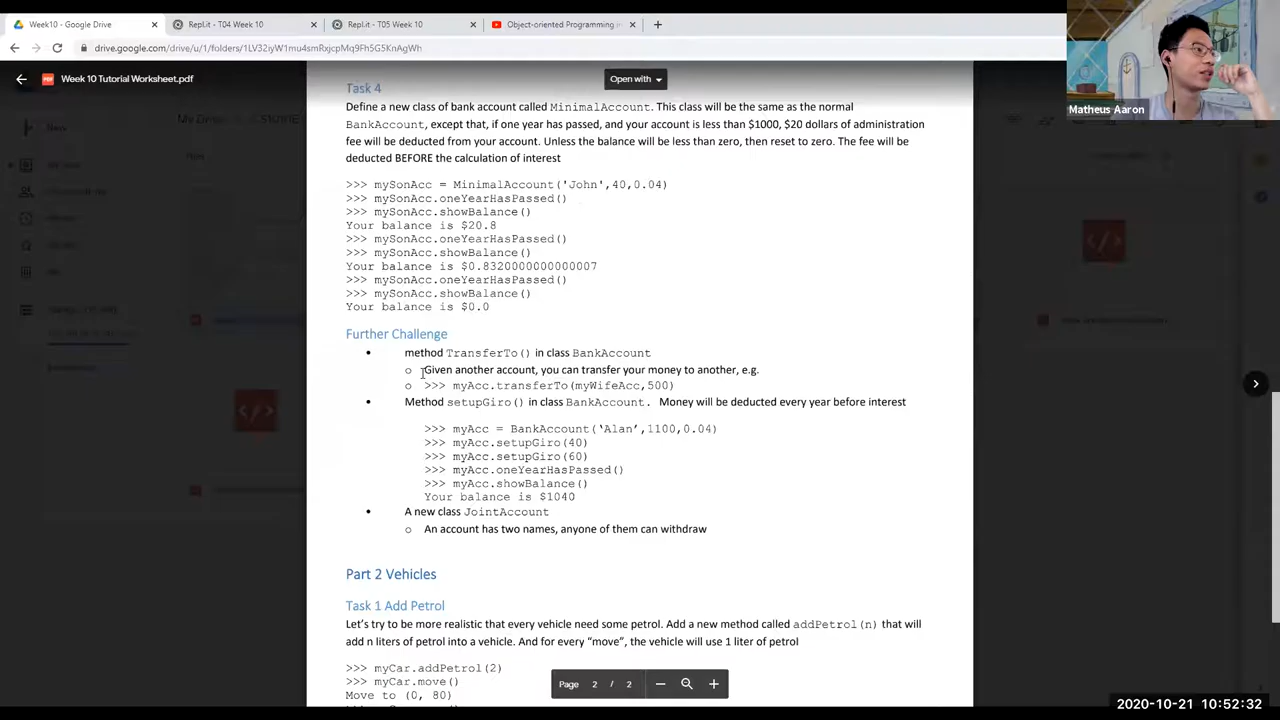 Week10 - Google Drive
Repl.it - T04 Week 10
Repl.it - T05 Week 10
Object-oriented Programming in
drive.google.com/drive/u/1/folders/1LV32iyW1mu4smRxjcpMq9Fh5G5KnAgWh
Week 10 Tutorial Worksheet.pdf
Open with
Matheus Aaron
Task 4
Define a new class of bank account called MinimalAccount. This class will be the same as the normal
BankAccount, except that, if one year has passed, and your account is less than $1000, $20 dollars of administration
fee will be deducted from your account. Unless the balance will be less than zero, then reset to zero. The fee will be
deducted BEFORE the calculation of interest
>>> mySonAcc = MinimalAccount('John',40,0.04)
>>> mySonAcc.oneYearHasPassed()
>>> mySonAcc.showBalance()
Your balance is $20.8
>>> mySonAcc.oneYearHasPassed()
>>> mySonAcc.showBalance()
Your balance is $0.8320000000000007
>>> mySonAcc.oneYearHasPassed()
>>> mySonAcc.showBalance()
Your balance is $0.0
Further Challenge
• method TransferTo() in class BankAccount
o Given another account, you can transfer your money to another, e.g.
o >>> myAcc.transferTo(myWifeAcc,500)
• Method setupGiro() in class BankAccount. Money will be deducted every year before interest
>>> myAcc = BankAccount(‘Alan’,1100,0.04)
>>> myAcc.setupGiro(40)
>>> myAcc.setupGiro(60)
>>> myAcc.oneYearHasPassed()
>>> myAcc.showBalance()
Your balance is $1040
• A new class JointAccount
o An account has two names, anyone of them can withdraw
Part 2 Vehicles
Task 1 Add Petrol
Let’s try to be more realistic that every vehicle need some petrol. Add a new method called addPetrol(n) that will
add n liters of petrol into a vehicle. And for every “move”, the vehicle will use 1 liter of petrol
>>> myCar.addPetrol(2)
>>> myCar.move()
Move to (0, 80)
Page 2 / 2
2020-10-21 10:52:32